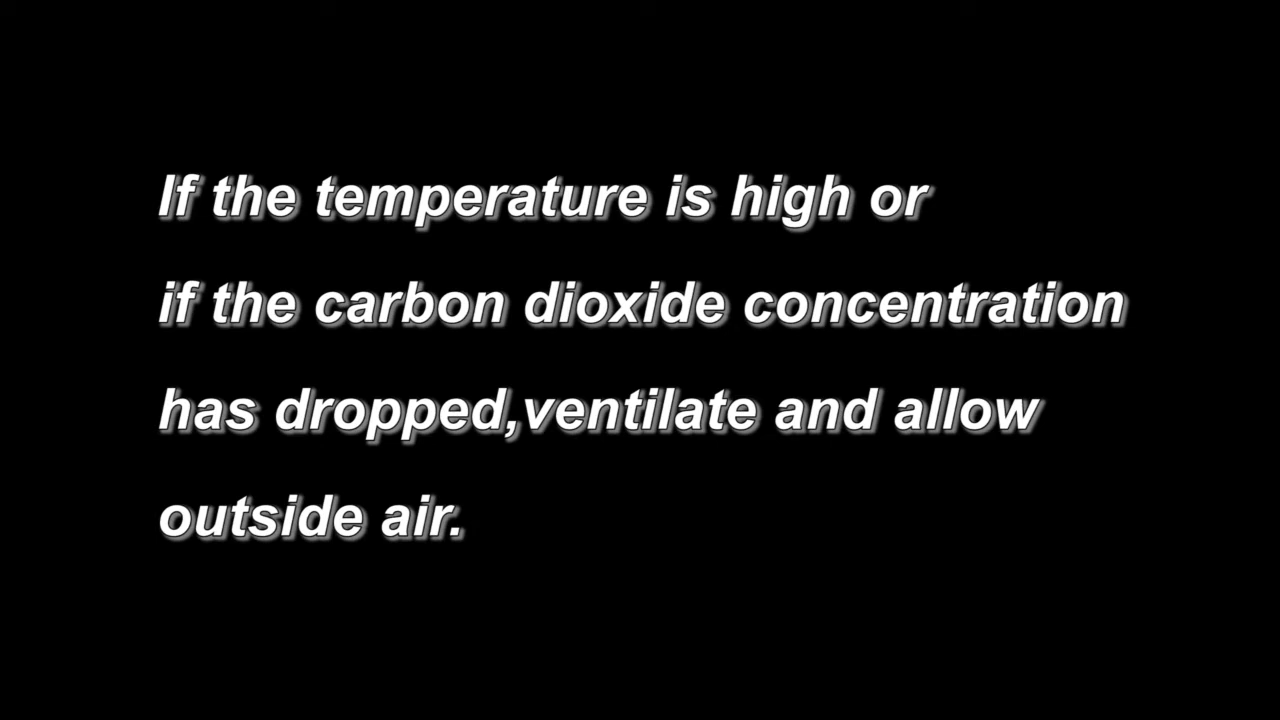 If the temperature is high or
if the carbon dioxide concentration
has dropped,ventilate and allow
outside air.